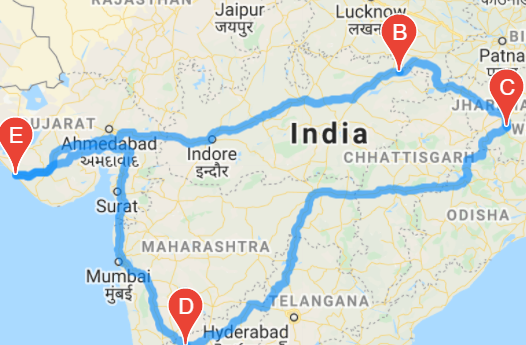 RAJASTHAN
Jaipur
जयपुर
Lucknow
लखनऊ
B
Patna
C
JHAR
UJARAT
E
Ahmedabad
અમદાવાદ
Indore
इन्दौर
India
CHHATTISGARH
W
Surat
ODISHA
MAHARASHTRA
Mumbai
मुंबई
D
TELANGANA
Hyderabad